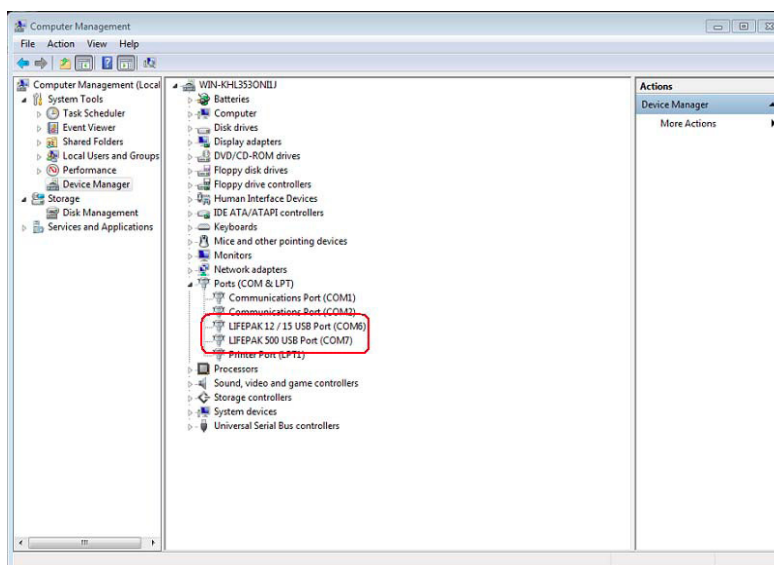 Computer Management
File Action View Help
Computer Management (Local
System Tools
Task Scheduler
Event Viewer
Shared Folders
Local Users and Groups
Performance
Device Manager
Storage
Disk Management
Services and Applications
WIN-KHL353ONI1J
Batteries
Computer
Disk drives
Display adapters
DVD/CD-ROM drives
Floppy disk drives
Floppy drive controllers
Human Interface Devices
IDE ATA/ATAPI controllers
Keyboards
Mice and other pointing devices
Monitors
Network adapters
Ports (COM & LPT)
Communications Port (COM1)
Communications Port (COM2)
LIFEPAK 12 / 15 USB Port (COM6)
LIFEPAK 500 USB Port (COM7)
Printer Port (LPT1)
Processors
Sound, video and game controllers
Storage controllers
System devices
Universal Serial Bus controllers
Actions
Device Manager
More Actions